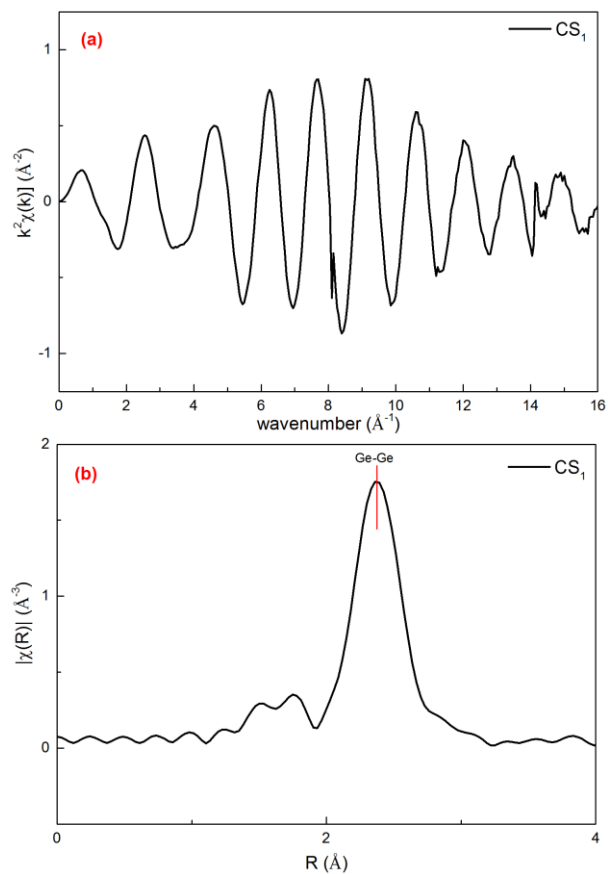 (a)
CS₁
1
0
-1
k²χ(k)] (Å⁻²)
0 2 4 6 8 10 12 14 16
wavenumber (Å⁻¹)
(b)
Ge-Ge
CS₁
2
1
0
|χ(R)| (Å⁻³)
0 2 4
R (Å)